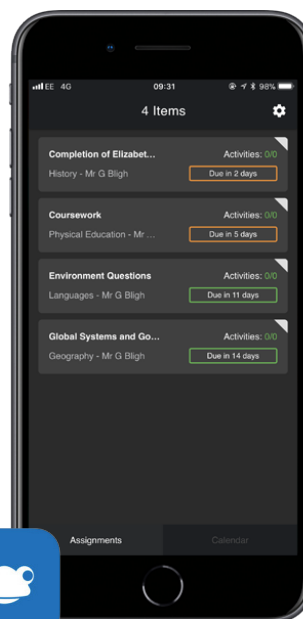 EE 4G 09:31 98%
4 Items
Completion of Elizabet... Activities: 0/0
History - Mr G Bligh Due in 2 days
Coursework Activities: 0/0
Physical Education - Mr ... Due in 5 days
Environment Questions Activities: 0/0
Languages - Mr G Bligh Due in 11 days
Global Systems and Go... Activities: 0/0
Geography - Mr G Bligh Due in 14 days
Assignments Calendar